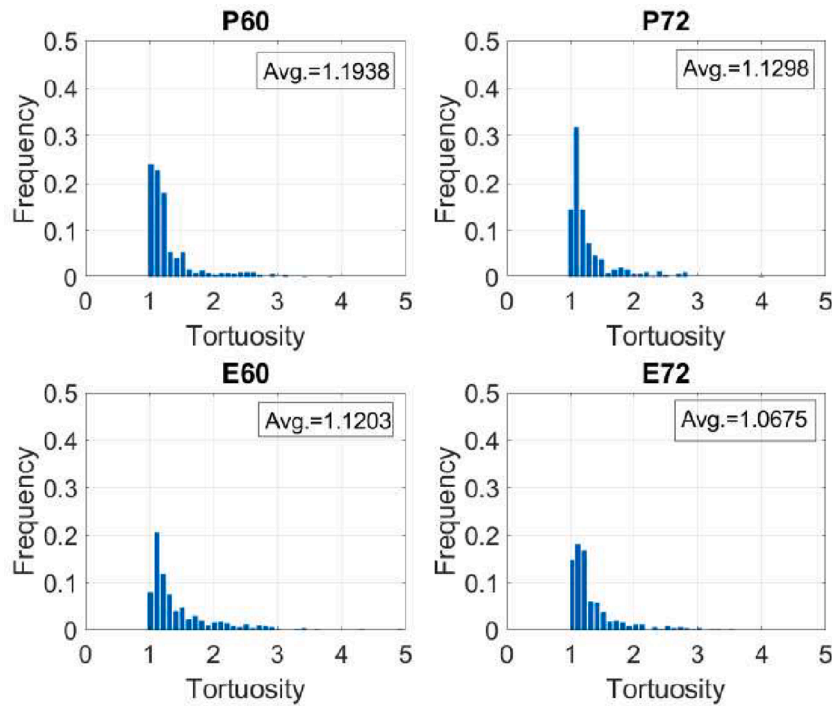 P60
Avg.=1.1938
0.5
0.4
0.3
0.2
0.1
0
Frequency
0 1 2 3 4 5
Tortuosity
P72
Avg.=1.1298
0.5
0.4
0.3
0.2
0.1
0
Frequency
0 1 2 3 4 5
Tortuosity
E60
Avg.=1.1203
0.5
0.4
0.3
0.2
0.1
0
Frequency
0 1 2 3 4 5
Tortuosity
E72
Avg.=1.0675
0.5
0.4
0.3
0.2
0.1
0
Frequency
0 1 2 3 4 5
Tortuosity